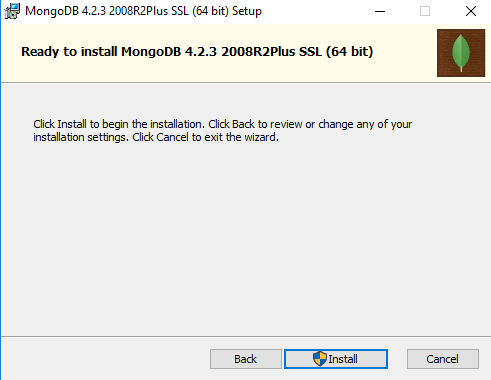 MongoDB 4.2.3 2008R2Plus SSL (64 bit) Setup
Ready to install MongoDB 4.2.3 2008R2Plus SSL (64 bit)
Click Install to begin the installation. Click Back to review or change any of your
installation settings. Click Cancel to exit the wizard.
Back
Install
Cancel